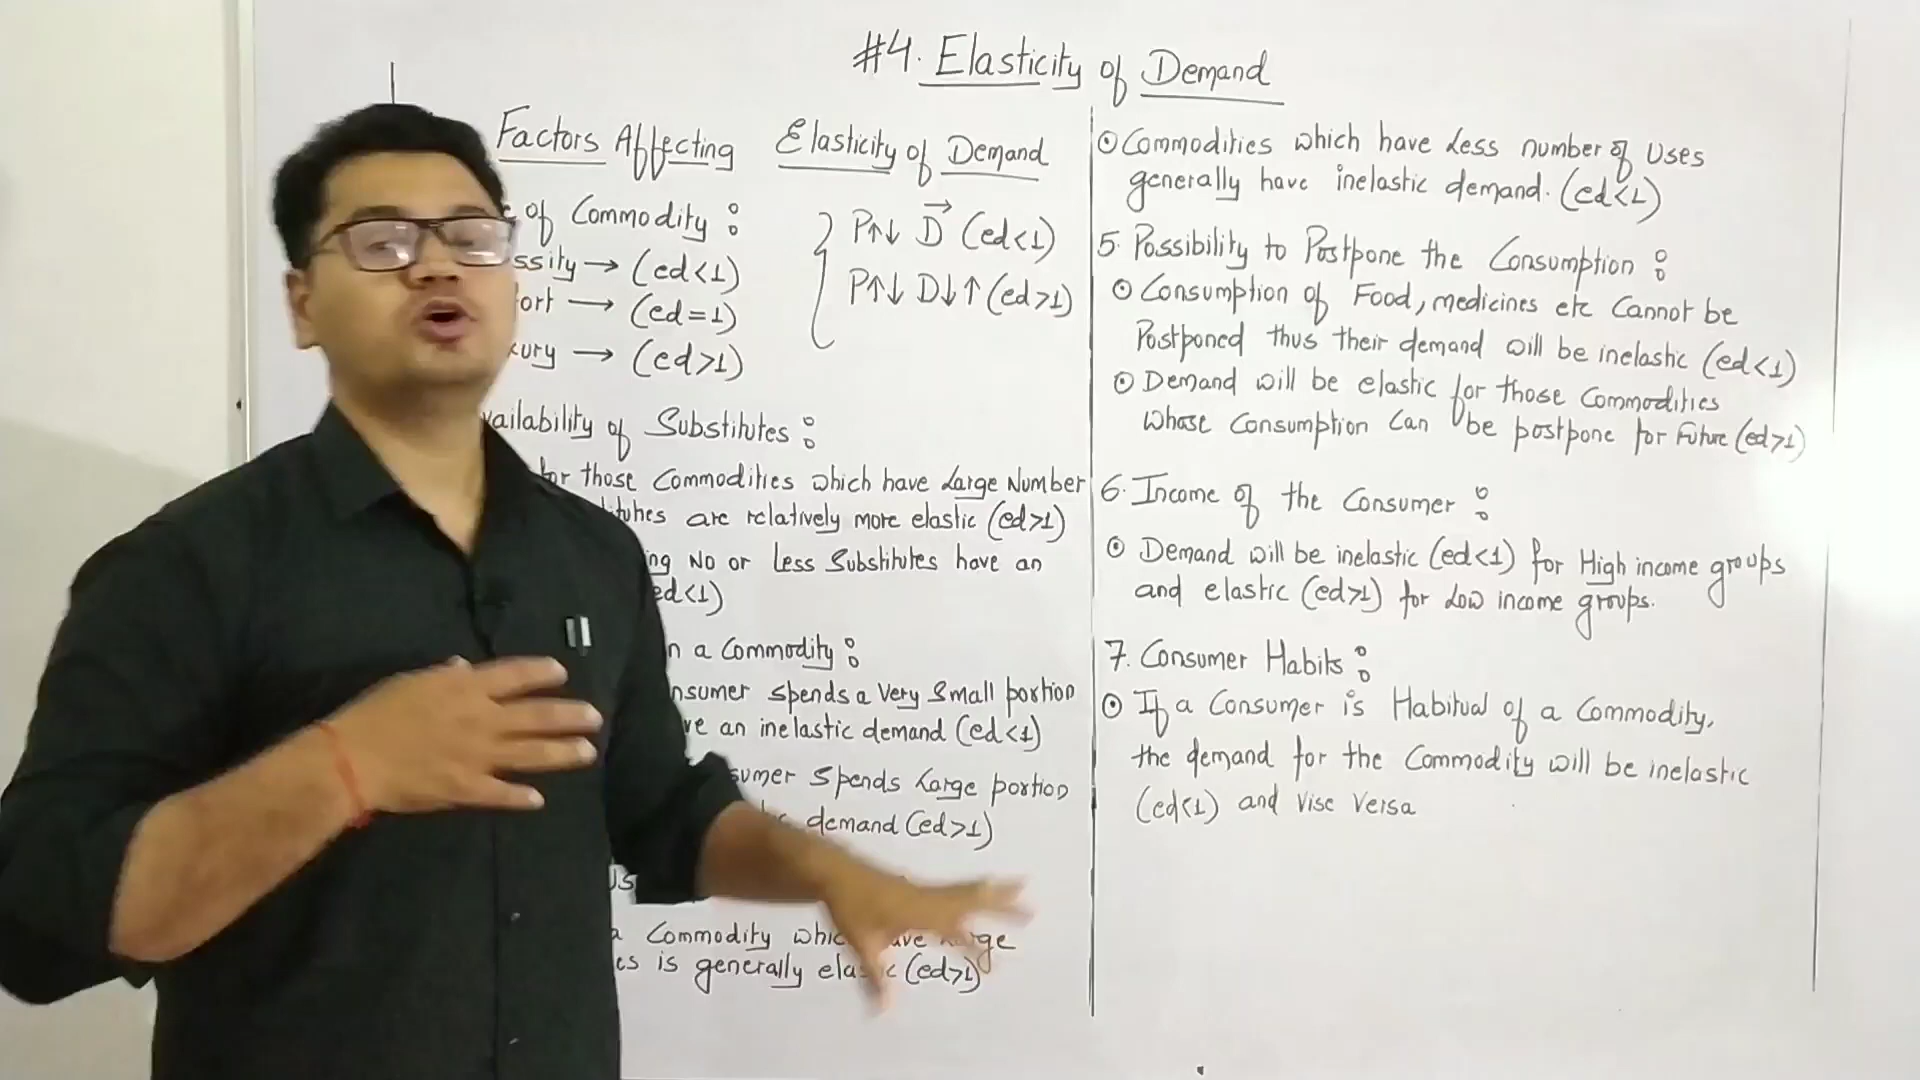 #4. Elasticity of Demand
Factors Affecting Elasticity of Demand
of Commodity :
→ (ed<1)
→ (ed=1)
→ (ed>1)
P↑↓ D→ (ed<1)
P↑↓ D↓↑ (ed>1)
of Substitutes :
those Commodities which have Large Number
are relatively more elastic (ed>1)
No or Less Substitutes have an
ed<1)
a Commodity :
spends a very Small portion
an inelastic demand (ed<1)
Spends Large portion
demand (ed>1)
Commodity
is generally (ed>1)
⊙ Commodities which have Less number of Uses
generally have inelastic demand. (ed<1)
5. Possibility to Postpone the Consumption :
⊙ Consumption of Food, medicines etc Cannot be
Postponed thus their demand will be inelastic (ed<1)
⊙ Demand will be elastic for those Commodities
Whose Consumption Can be postpone for Future (ed>1)
6. Income of the Consumer :
⊙ Demand will be inelastic (ed<1) for High income groups
and elastic (ed>1) for Low income groups.
7. Consumer Habits :
⊙ If a Consumer is Habitual of a Commodity,
the demand for the Commodity will be inelastic
(ed<1) and Vise Versa